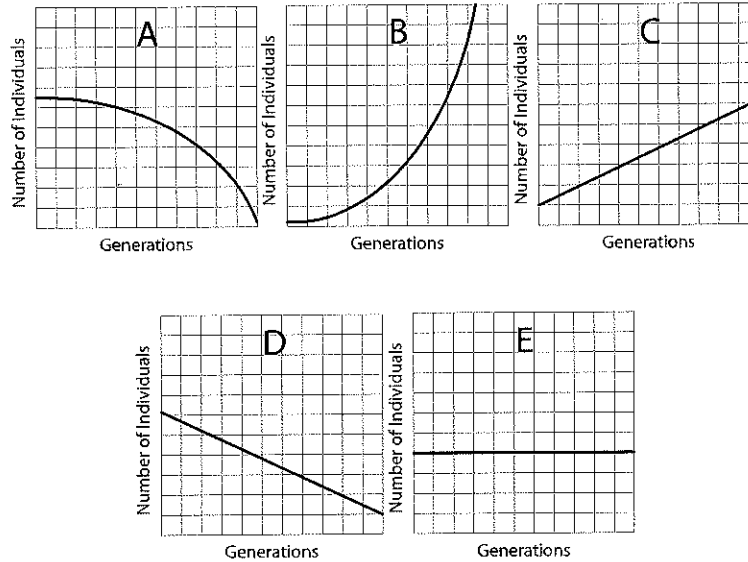 A
Number of Individuals
Generations
B
Number of Individuals
Generations
C
Number of Individuals
Generations
D
Number of Individuals
Generations
E
Number of Individuals
Generations